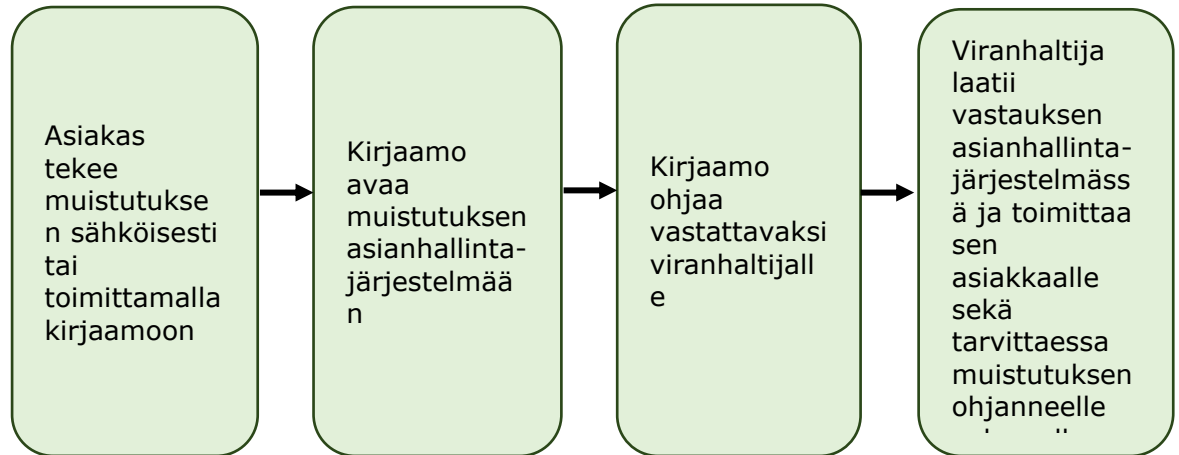 Asiakas
tekee
muistutukse
n sähköisesti
tai
toimittamalla
kirjaamoon
Kirjaamo
avaa
muistutuksen
asianhallinta-
järjestelmää
n
Kirjaamo
ohjaa
vastattavaksi
viranhaltijall
e
Viranhaltija
laatii
vastauksen
asianhallinta-
järjestelmäss
ä ja toimittaa
sen
asiakkaalle
sekä
tarvittaessa
muistutuksen
ohjanneelle